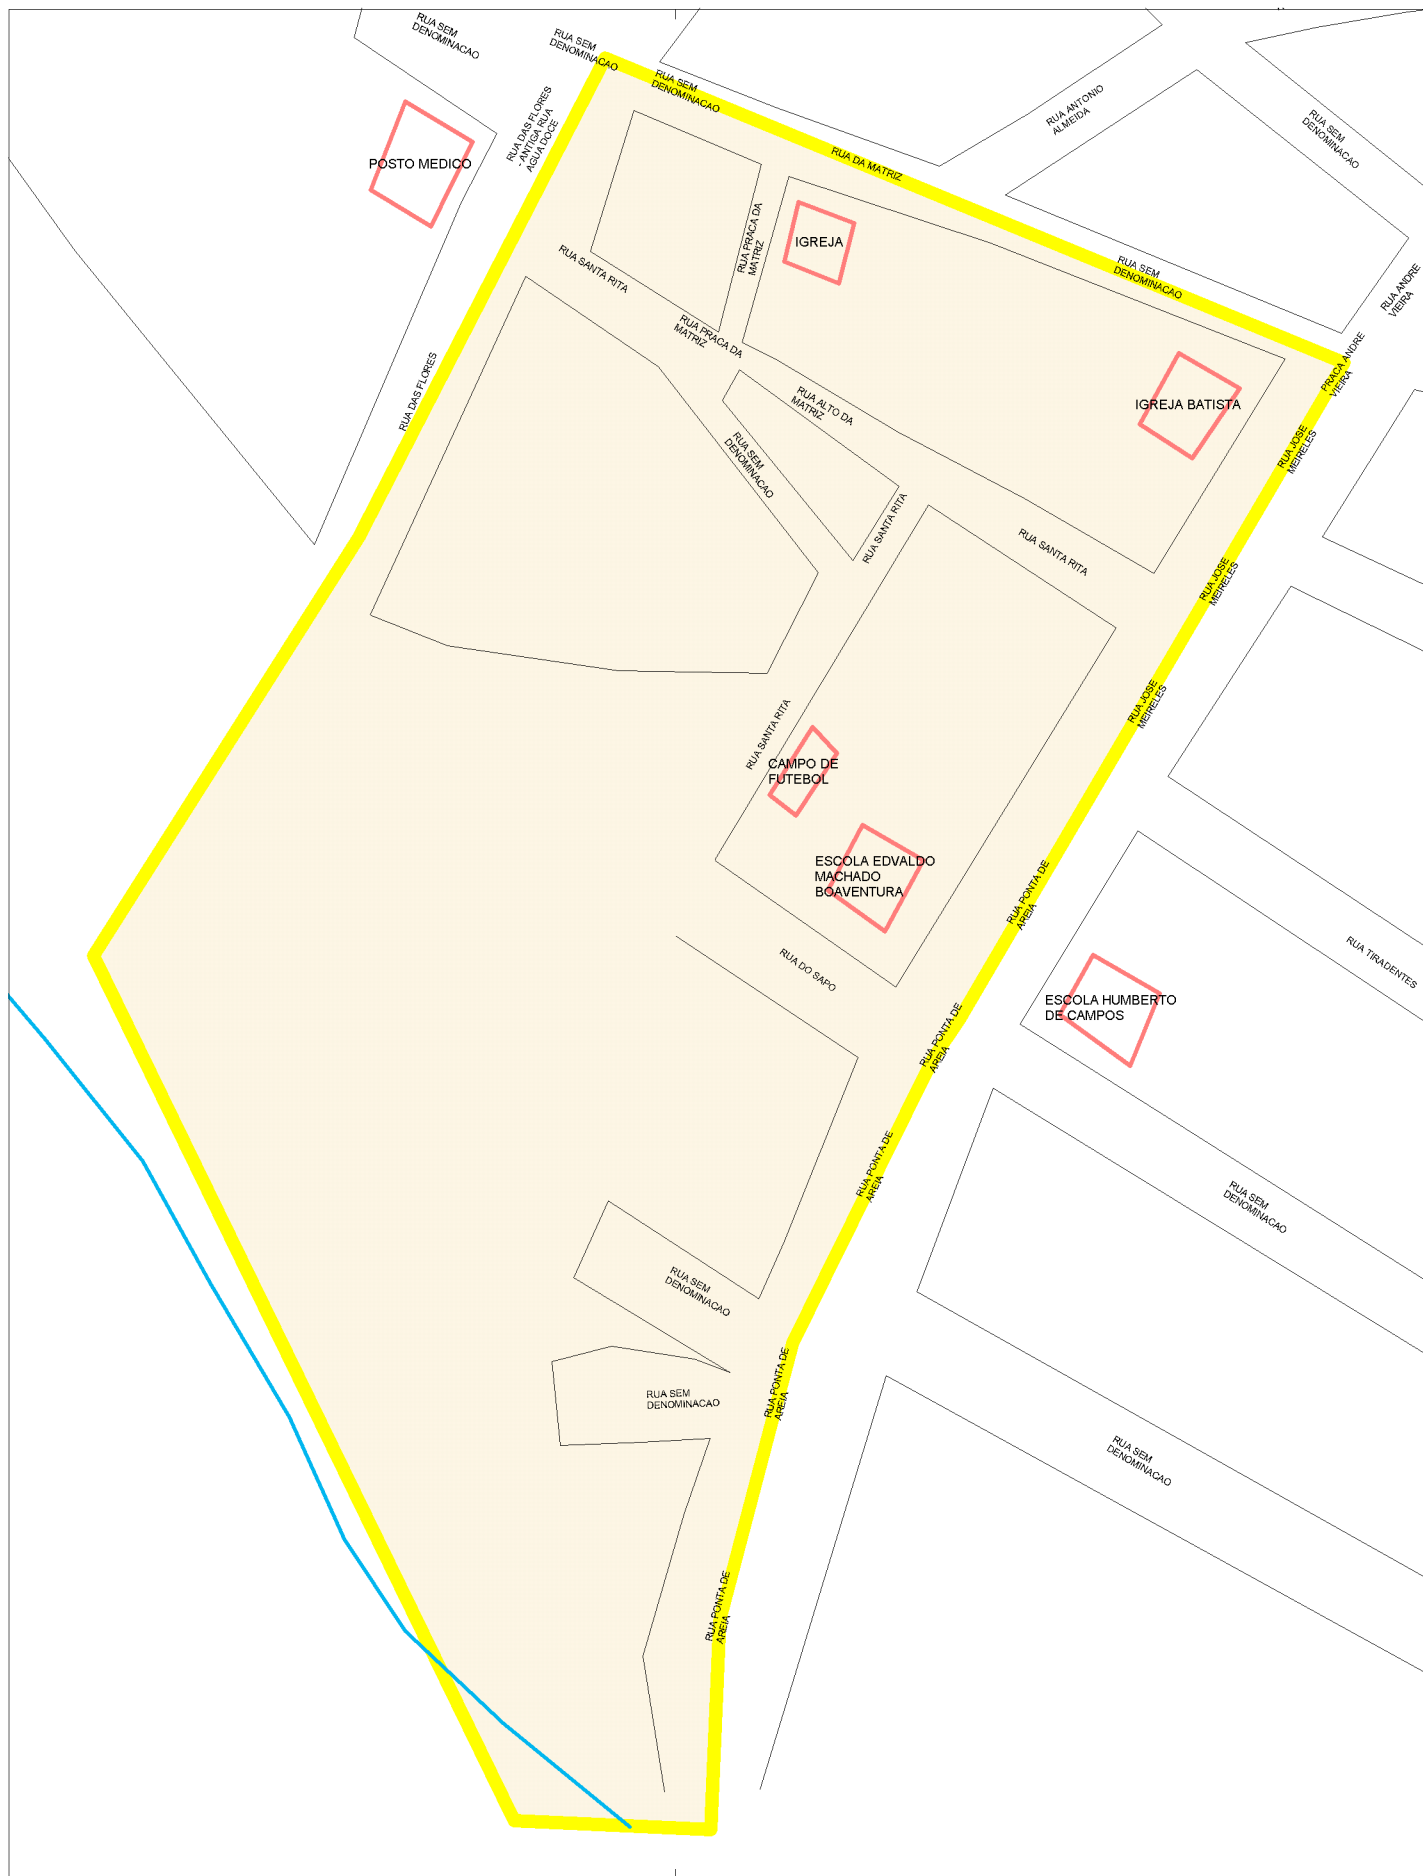 RUA SEM
DENOMINACAO
RUA SEM
DENOMINACAO
RUA SEM
DENOMINACAO
RUA ANTONIO
ALMEIDA
RUA SEM
DENOMINACAO
RUA DAS FLORES
- ANTIGA RUA
AGUA DOCE
POSTO MEDICO
RUA DA MATRIZ
RUA PRACA DA
MATRIZ
IGREJA
RUA SANTA RITA
RUA SEM
DENOMINACAO
RUA ANDRE
VIEIRA
RUA PRACA DA
MATRIZ
PRACA ANDRE
VIEIRA
RUA DAS FLORES
RUA ALTO DA
MATRIZ
IGREJA BATISTA
RUA JOSE
MEIRELES
RUA SEM
DENOMINACAO
RUA SANTA RITA
RUA SANTA RITA
RUA JOSE
MEIRELES
RUA JOSE
MEIRELES
RUA SANTA RITA
CAMPO DE
FUTEBOL
ESCOLA EDVALDO
MACHADO
BOAVENTURA
RUA PONTA DE
AREIA
RUA DO SAPO
RUA TIRADENTES
ESCOLA HUMBERTO
DE CAMPOS
RUA PONTA DE
AREIA
RUA PONTA DE
AREIA
RUA SEM
DENOMINACAO
RUA SEM
DENOMINACAO
RUA PONTA DE
AREIA
RUA SEM
DENOMINACAO
RUA SEM
DENOMINACAO
RUA PONTA DE
AREIA